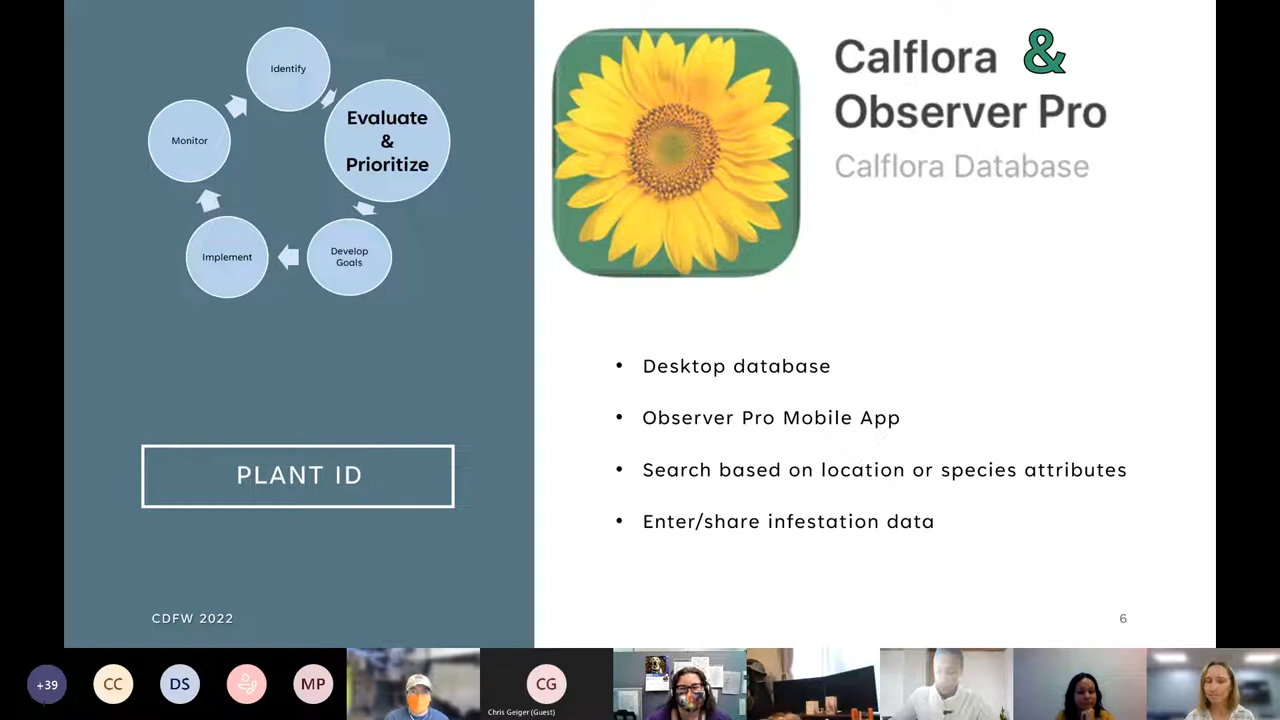 Identify
Evaluate
&
Prioritize
Monitor
Implement
Develop
Goals
PLANT ID
CDFW 2022
Calflora &
Observer Pro
Calflora Database
• Desktop database
• Observer Pro Mobile App
• Search based on location or species attributes
• Enter/share infestation data
6
+39
CC
DS
MP
CG
Chris Geiger (Guest)